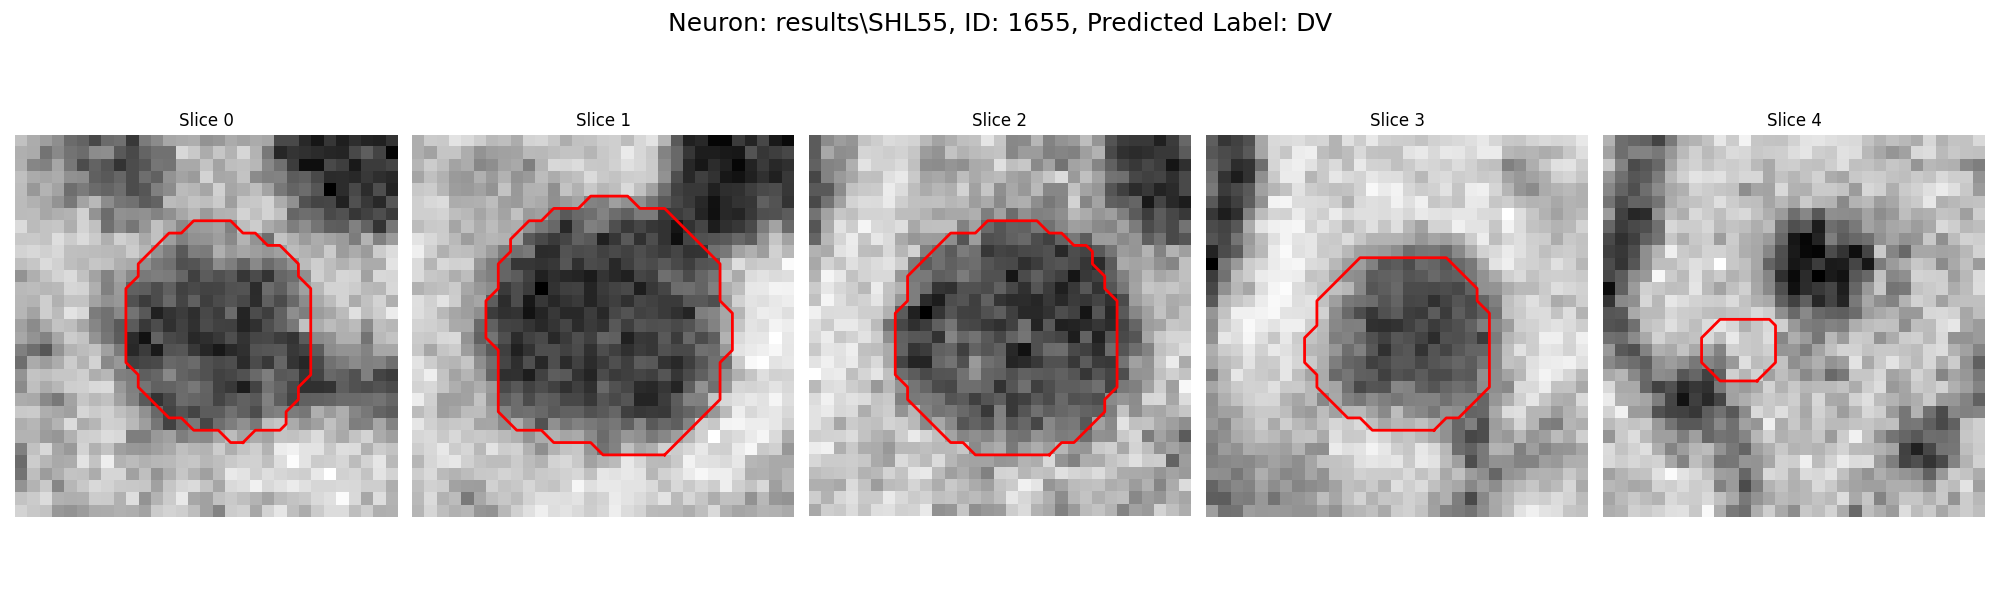 Neuron: results\SHL55, ID: 1655, Predicted Label: DV
Slice 0
Slice 1
Slice 2
Slice 3
Slice 4